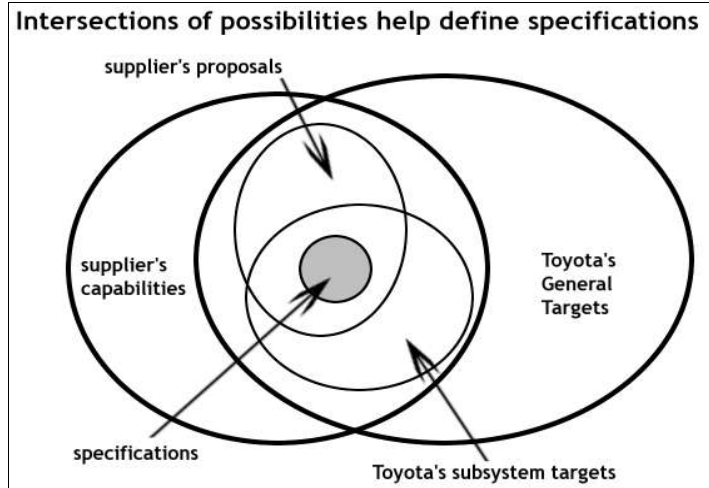 Intersections of possibilities help define specifications
supplier's proposals
supplier's
capabilities
Toyota's
General
Targets
specifications
Toyota's subsystem targets